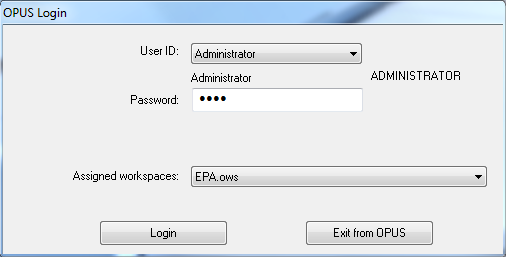 OPUS Login
User ID: Administrator
Administrator ADMINISTRATOR
Password: ••••
Assigned workspaces: EPA.ows
Login Exit from OPUS